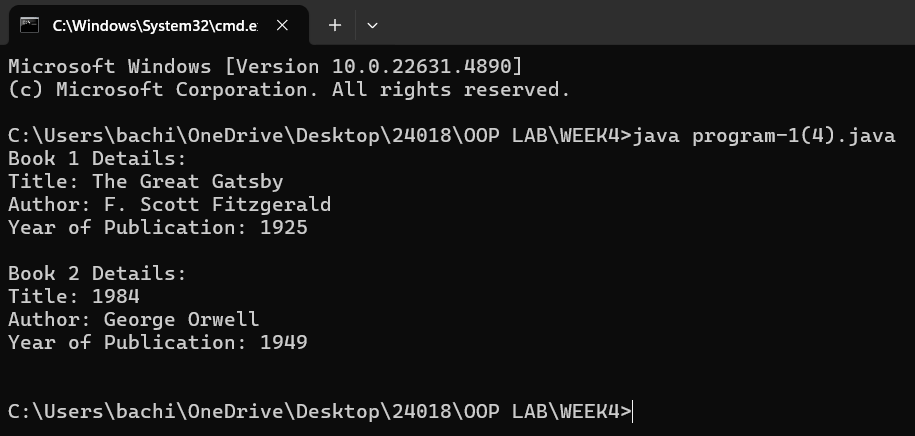 C:\Windows\System32\cmd.e
Microsoft Windows [Version 10.0.22631.4890]
(c) Microsoft Corporation. All rights reserved.
C:\Users\bachi\OneDrive\Desktop\24018\OOP LAB\WEEK4>java program-1(4).java
Book 1 Details:
Title: The Great Gatsby
Author: F. Scott Fitzgerald
Year of Publication: 1925
Book 2 Details:
Title: 1984
Author: George Orwell
Year of Publication: 1949
C:\Users\bachi\OneDrive\Desktop\24018\OOP LAB\WEEK4>